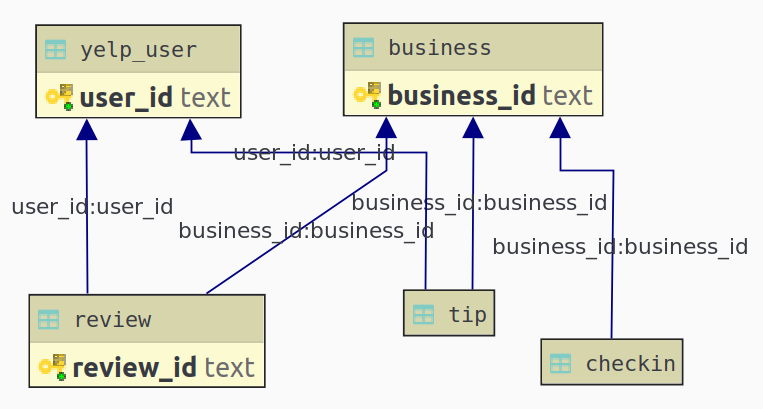 yelp_user
user_id text
business
business_id text
user_id:user_id
user_id:user_id
business_id:business_id
business_id:business_id
business_id:business_id
review
review_id text
tip
checkin